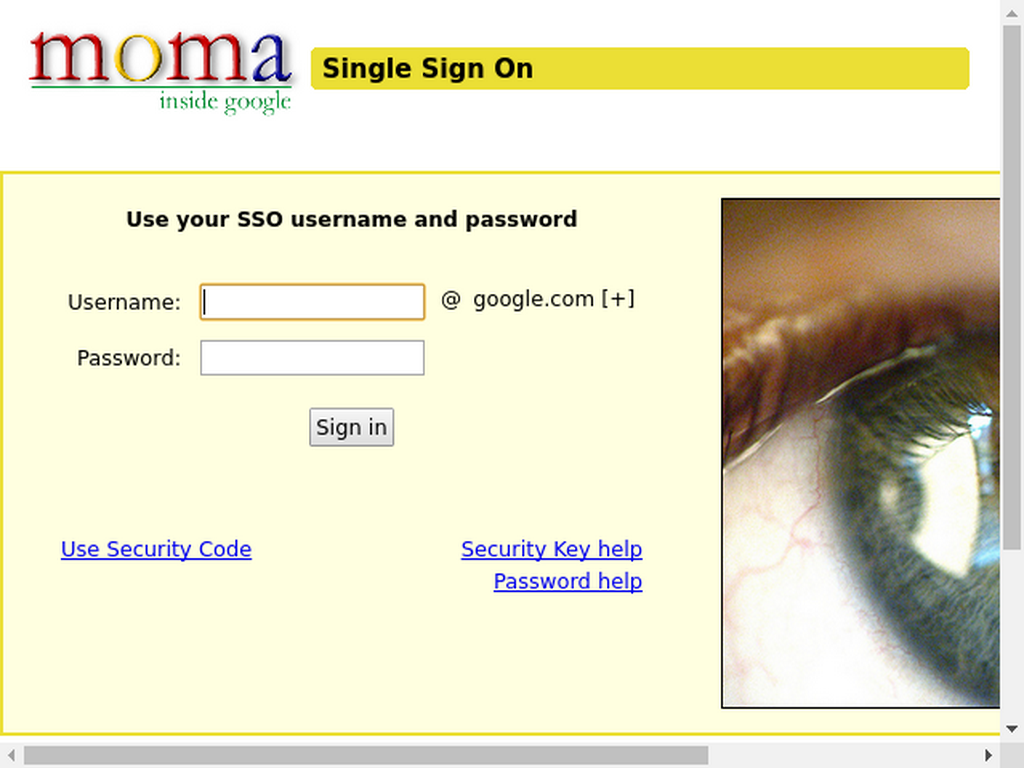 moma
inside google
Single Sign On
Use your SSO username and password
Username: @ google.com [+]
Password:
Sign in
Use Security Code Security Key help
Password help